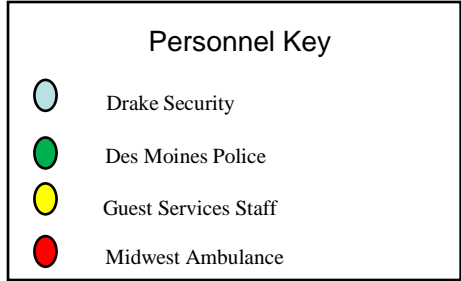 Personnel Key
Drake Security
Des Moines Police
Guest Services Staff
Midwest Ambulance